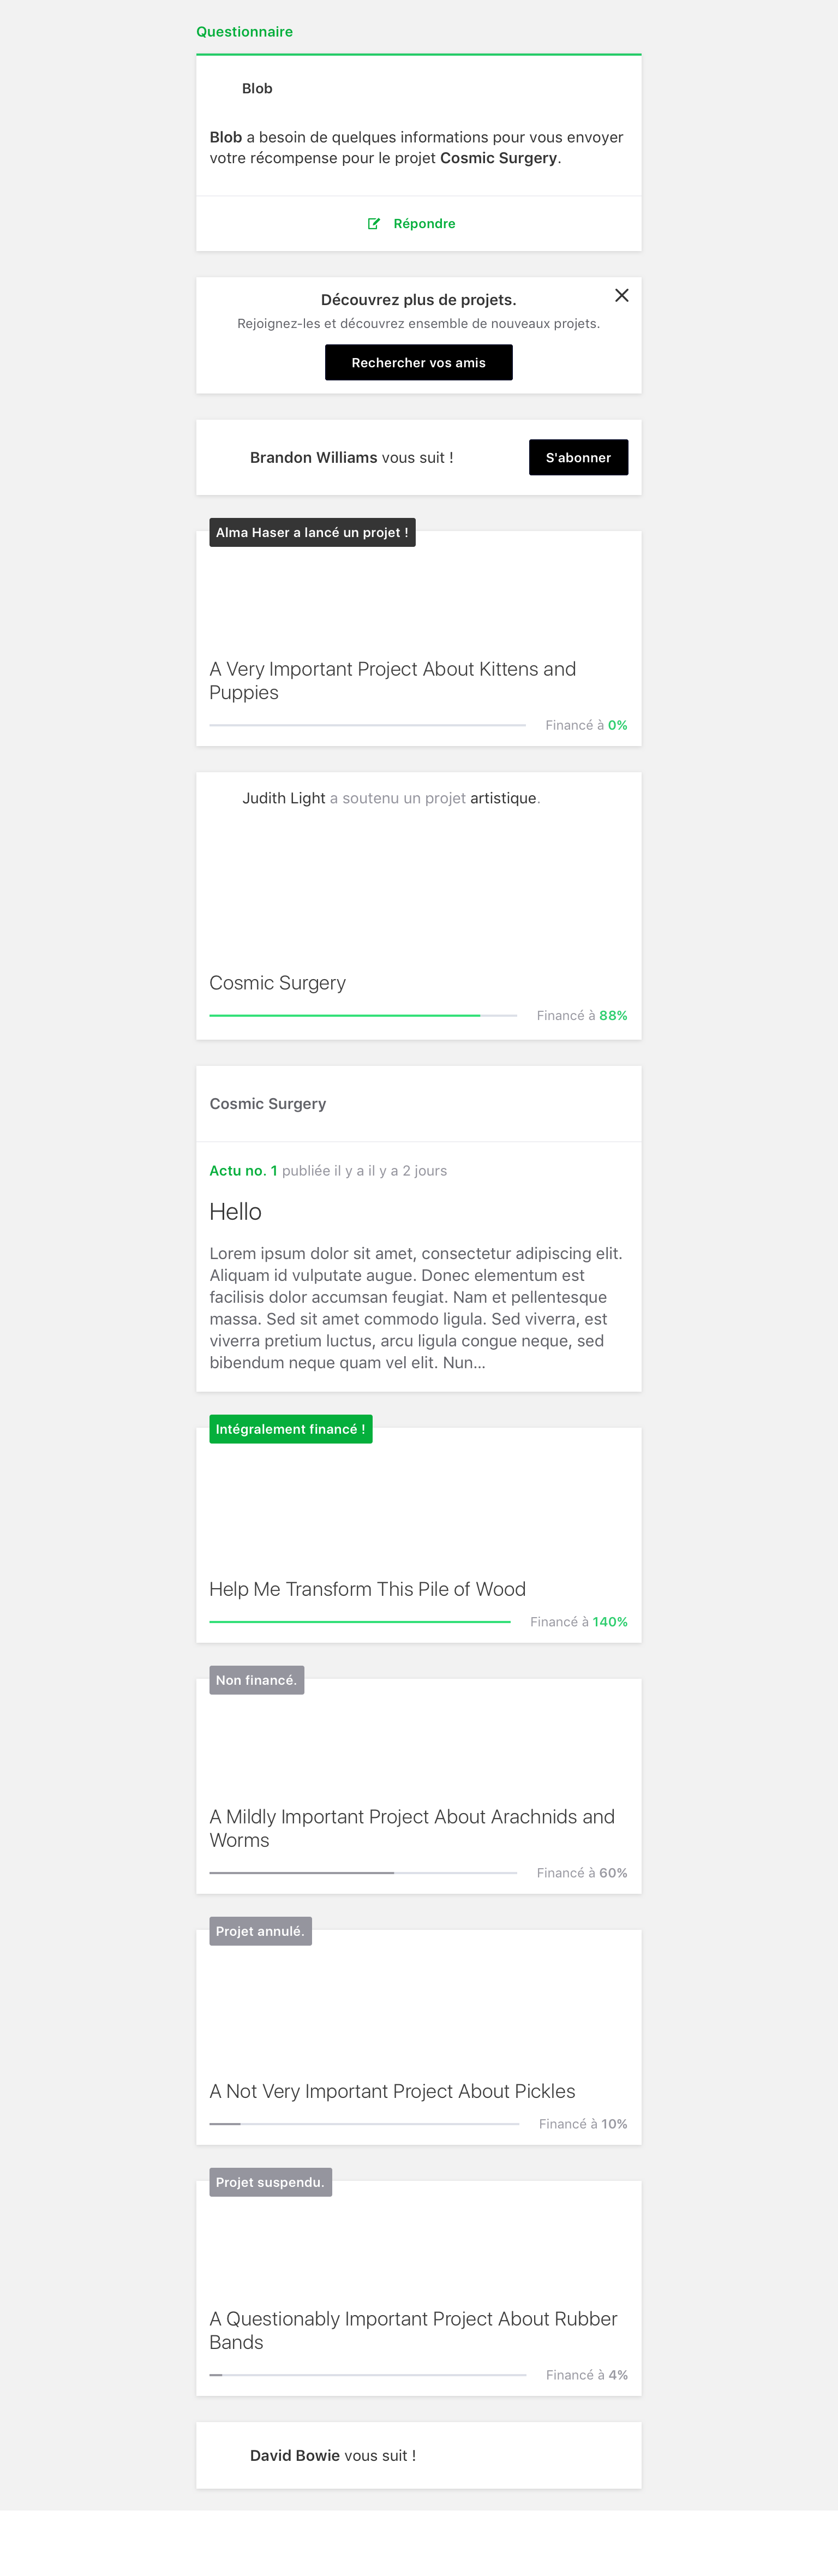 Questionnaire
Blob
Blob a besoin de quelques informations pour vous envoyer
votre récompense pour le projet Cosmic Surgery.
Répondre
Découvrez plus de projets.
Rejoignez-les et découvrez ensemble de nouveaux projets.
Rechercher vos amis
Brandon Williams vous suit !
S'abonner
Alma Haser a lancé un projet !
A Very Important Project About Kittens and
Puppies
Financé à 0%
Judith Light a soutenu un projet artistique.
Cosmic Surgery
Financé à 88%
Cosmic Surgery
Actu no. 1 publiée il y a il y a 2 jours
Hello
Lorem ipsum dolor sit amet, consectetur adipiscing elit.
Aliquam id vulputate augue. Donec elementum est
facilisis dolor accumsan feugiat. Nam et pellentesque
massa. Sed sit amet commodo ligula. Sed viverra, est
viverra pretium luctus, arcu ligula congue neque, sed
bibendum neque quam vel elit. Nun...
Intégralement financé !
Help Me Transform This Pile of Wood
Financé à 140%
Non financé.
A Mildly Important Project About Arachnids and
Worms
Financé à 60%
Projet annulé.
A Not Very Important Project About Pickles
Financé à 10%
Projet suspendu.
A Questionably Important Project About Rubber
Bands
Financé à 4%
David Bowie vous suit !